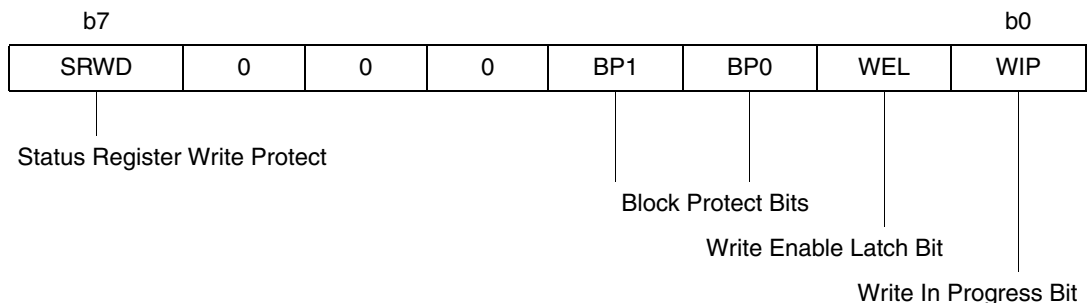 b7 b0
SRWD 0 0 0 BP1 BP0 WEL WIP
Status Register Write Protect
Block Protect Bits
Write Enable Latch Bit
Write In Progress Bit